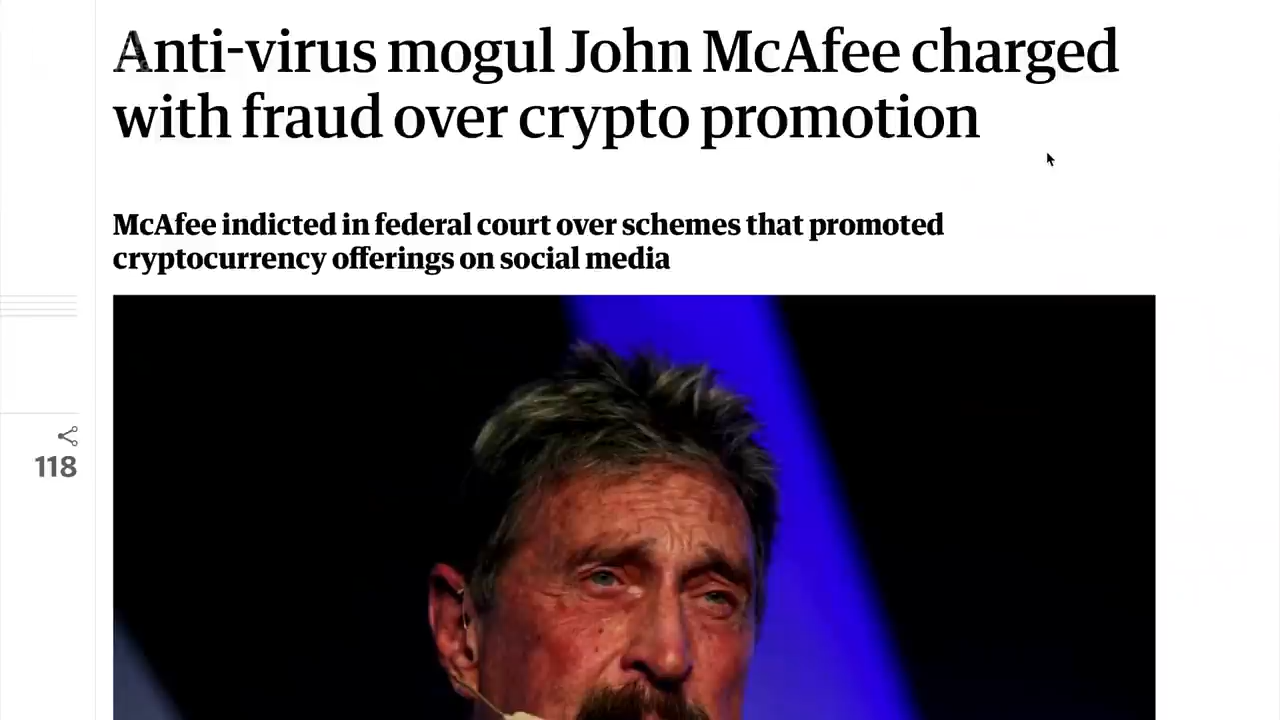 Anti-virus mogul John McAfee charged
with fraud over crypto promotion
McAfee indicted in federal court over schemes that promoted
cryptocurrency offerings on social media
118